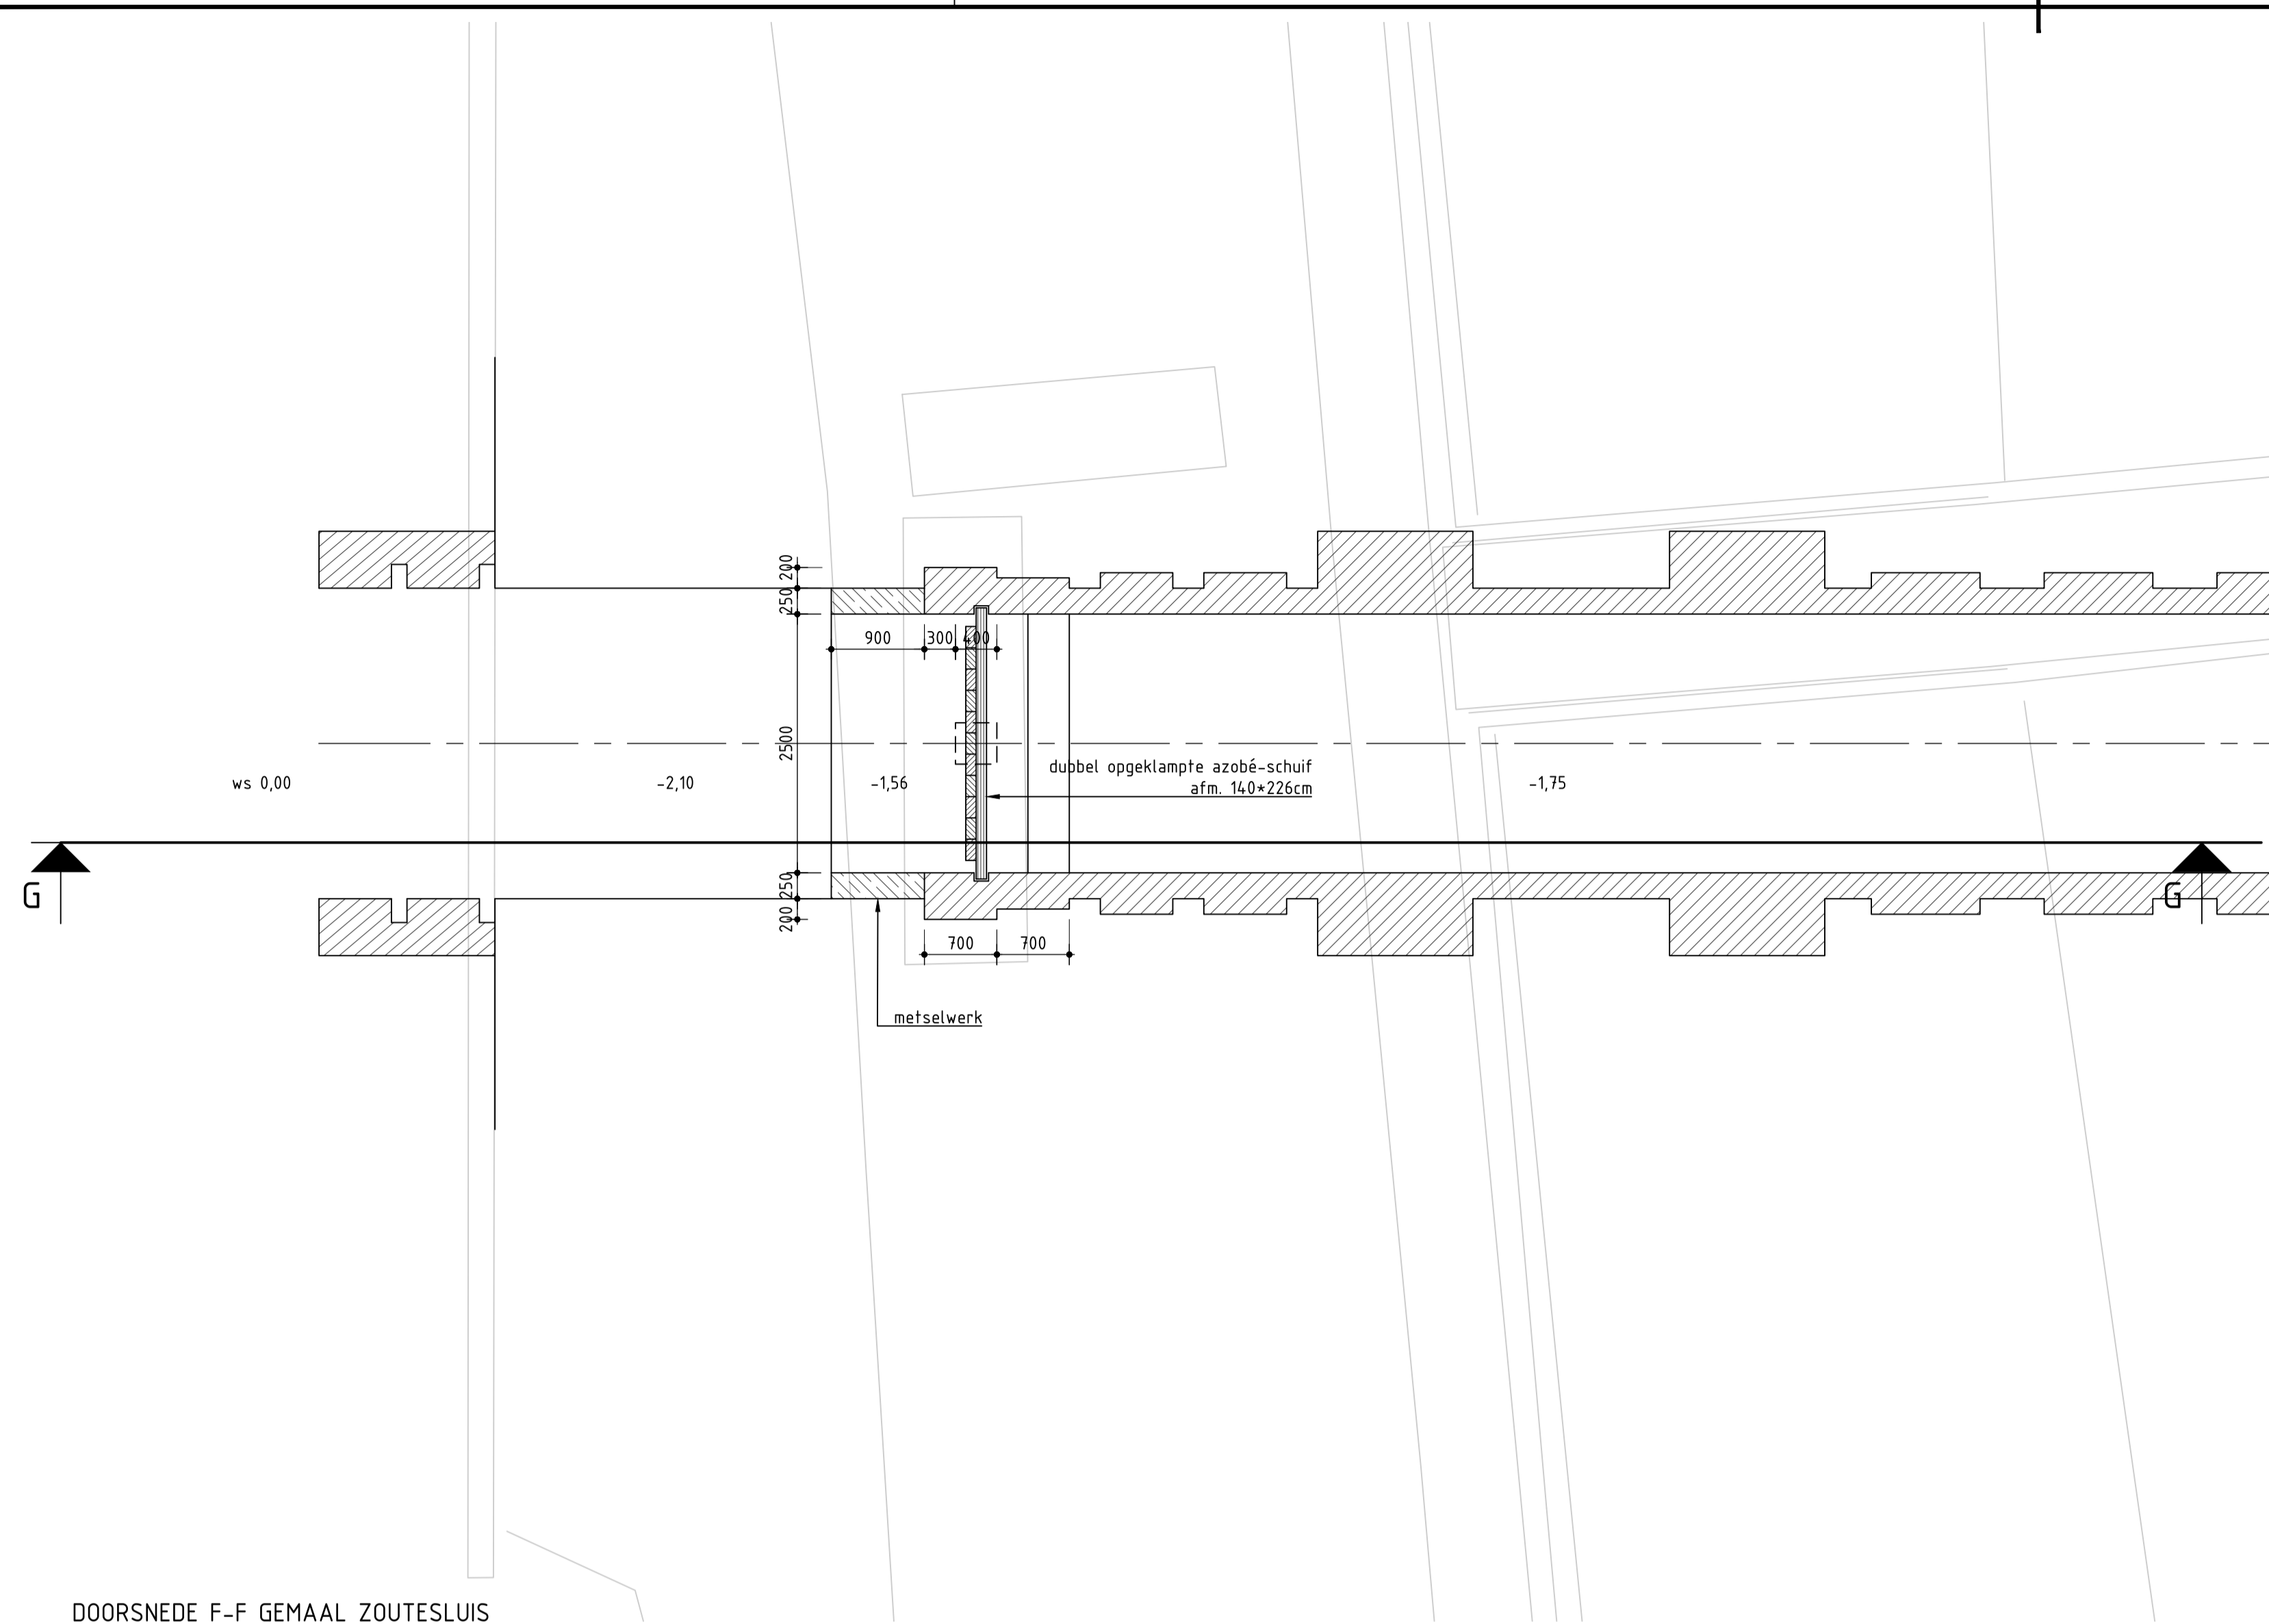 200
250
900
300
400
2500
dubbel opgeklampte azobé-schuif
afm. 140*226cm
ws 0,00
-2,10
-1,56
-1,75
G
G
250
200
700
700
metselwerk
DOORSNEDE F-F GEMAAL ZOUTESLUIS